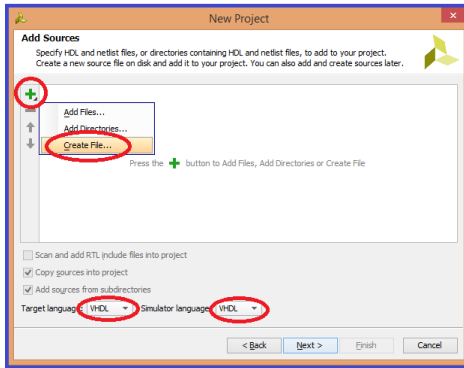 New Project
Add Sources
Specify HDL and netlist files, or directories containing HDL and netlist files, to add to your project.
Create a new source file on disk and add it to your project. You can also add and create sources later.
Add Files...
Add Directories...
Create File...
Press the button to Add Files, Add Directories or Create File
Scan and add RTL include files into project
Copy sources into project
Add sources from subdirectories
Target language: VHDL Simulator language: VHDL
< Back Next > Finish Cancel